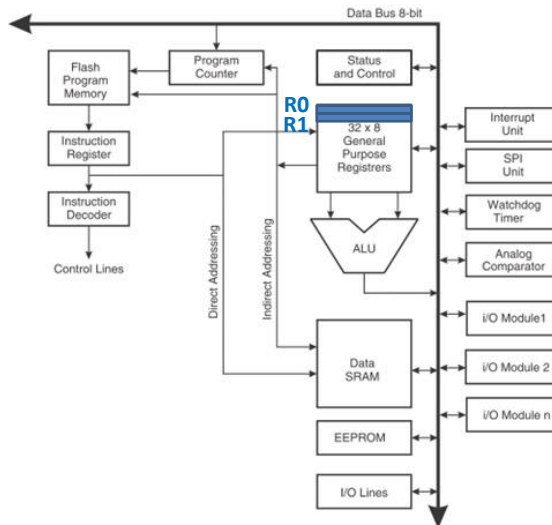 Data Bus 8-bit
Flash
Program
Memory
Program
Counter
Status
and Control
R0
R1
32 x 8
General
Purpose
Registrers
Instruction
Register
Instruction
Decoder
Control Lines
Direct Addressing
Indirect Addressing
ALU
Data
SRAM
EEPROM
I/O Lines
Interrupt
Unit
SPI
Unit
Watchdog
Timer
Analog
Comparator
i/O Module1
i/O Module 2
i/O Module n